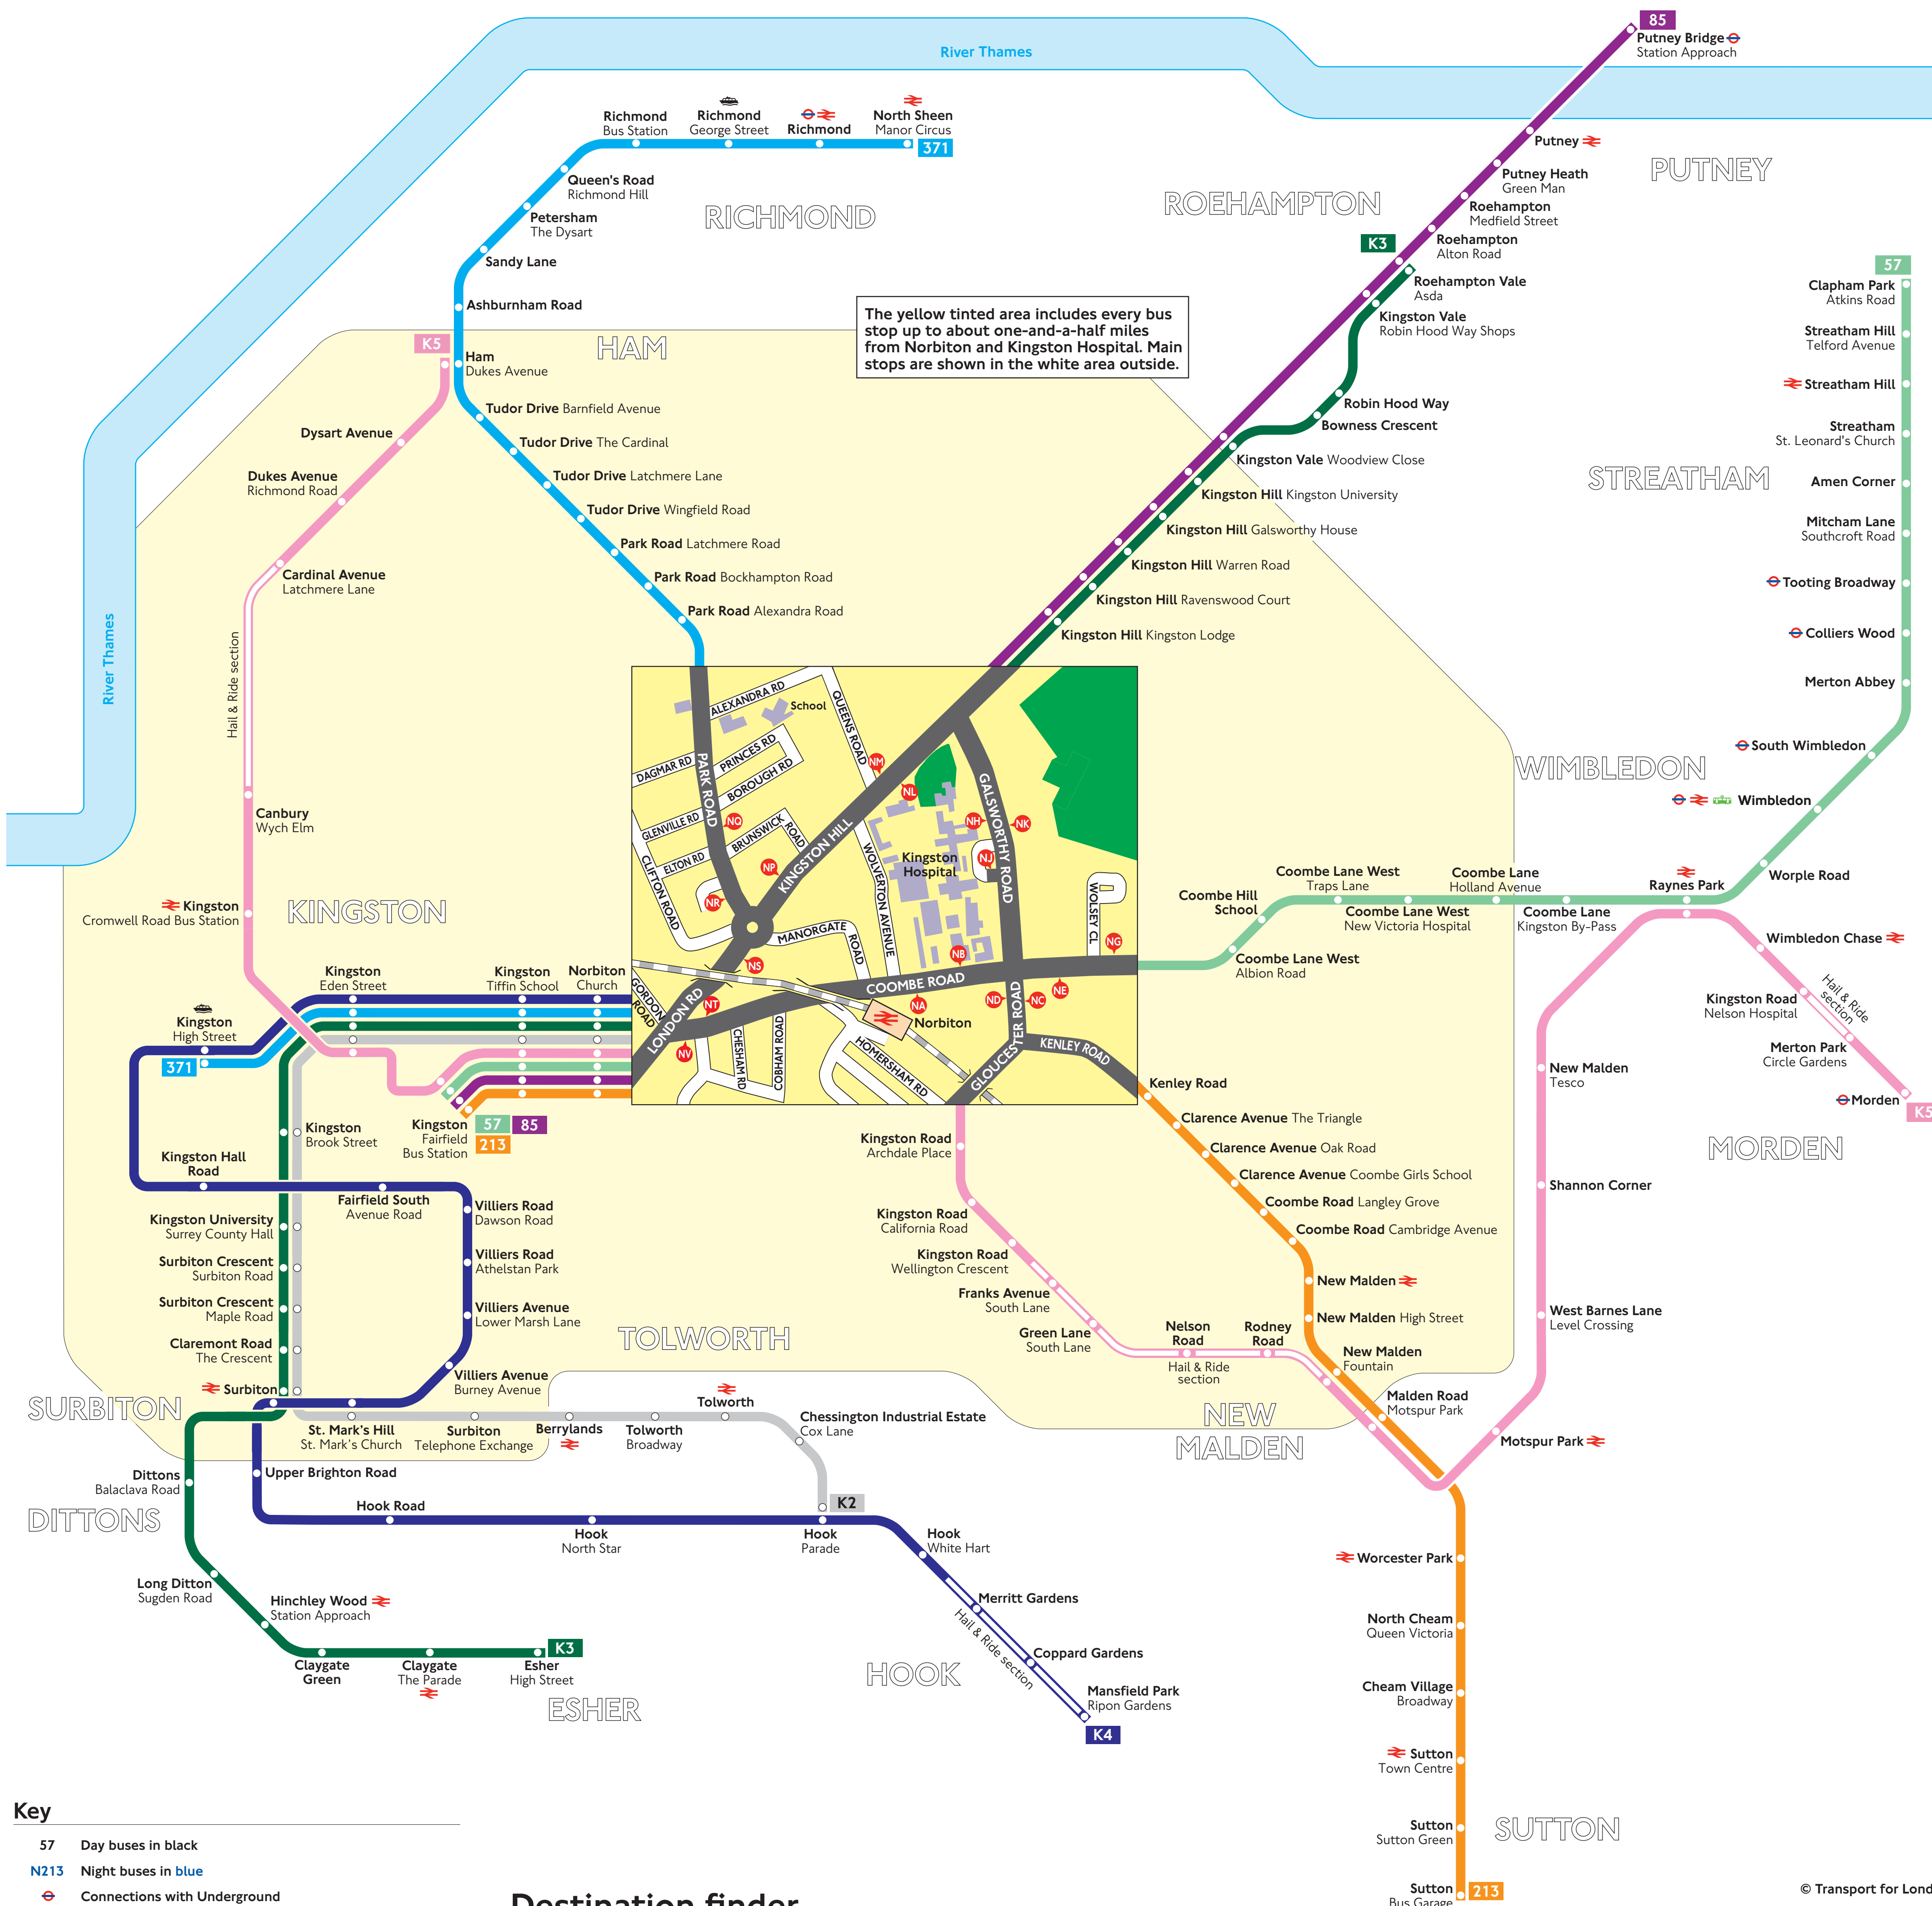 River Thames
85
Putney Bridge
Station Approach
Richmond
Bus Station
Richmond
George Street
Richmond
North Sheen
Manor Circus
371
Putney
PUTNEY
Putney Heath
Green Man
Queen's Road
Richmond Hill
RICHMOND
ROEHAMPTON
Roehampton
Medfield Street
Petersham
The Dysart
K3
Roehampton
Alton Road
Sandy Lane
Roehampton Vale
Asda
57
Clapham Park
Atkins Road
Ashburnham Road
Kingston Vale
Robin Hood Way Shops
Streatham Hill
Telford Avenue
The yellow tinted area includes every bus
stop up to about one-and-a-half miles
from Norbiton and Kingston Hospital. Main
stops are shown in the white area outside.
K5
HAM
Ham
Dukes Avenue
Streatham Hill
Tudor Drive Barnfield Avenue
Robin Hood Way
Bowness Crescent
Dysart Avenue
Tudor Drive The Cardinal
Streatham
St. Leonard's Church
Kingston Vale Woodview Close
Dukes Avenue
Richmond Road
Tudor Drive Latchmere Lane
STREATHAM
Amen Corner
Kingston Hill Kingston University
Tudor Drive Wingfield Road
Kingston Hill Galsworthy House
Mitcham Lane
Southcroft Road
Park Road Latchmere Road
Kingston Hill Warren Road
Cardinal Avenue
Latchmere Lane
Park Road Bockhampton Road
Tooting Broadway
Kingston Hill Ravenswood Court
Park Road Alexandra Road
Kingston Hill Kingston Lodge
Colliers Wood
Hail & Ride section
River Thames
Merton Abbey
ALEXANDRA RD
School
QUEENS ROAD
PRINCES RD
DAGMAR RD
BOROUGH RD
PARK ROAD
NM
NL
GALSWORTHY ROAD
NQ
GLENVILLE RD
BRUNSWICK
ROAD
KINGSTON HILL
NH
NK
ELTON RD
NP
CLIFTON ROAD
WOLVERTON AVENUE
Kingston
Hospital
NJ
NR
WOLSEY CL
MANORGATE
ROAD
NS
NB
NG
COOMBE ROAD
GORDON
ROAD
LONDON RD
NT
NA
ND
NC
NE
Norbiton
NV
CHESHAM RD
COBHAM ROAD
HOMERSHAM RD
GLOUCESTER ROAD
KENLEY ROAD
South Wimbledon
WIMBLEDON
Wimbledon
Canbury
Wych Elm
Worple Road
Coombe Lane West
Traps Lane
Coombe Lane
Holland Avenue
Raynes Park
Coombe Hill
School
Coombe Lane West
New Victoria Hospital
Coombe Lane
Kingston By-Pass
Kingston
Cromwell Road Bus Station
KINGSTON
Wimbledon Chase
Coombe Lane West
Albion Road
Kingston
Eden Street
Kingston
Tiffin School
Norbiton
Church
Hail & Ride
section
Kingston Road
Nelson Hospital
Kingston
High Street
371
Merton Park
Circle Gardens
New Malden
Tesco
Morden
K5
MORDEN
Kenley Road
Clarence Avenue The Triangle
Kingston
Fairfield
Bus Station
57
85
213
Kingston
Brook Street
Kingston Road
Archdale Place
Clarence Avenue Oak Road
Kingston Hall
Road
Clarence Avenue Coombe Girls School
Shannon Corner
Fairfield South
Avenue Road
Villiers Road
Dawson Road
Coombe Road Langley Grove
Kingston University
Surrey County Hall
Kingston Road
California Road
Coombe Road Cambridge Avenue
Surbiton Crescent
Surbiton Road
Villiers Road
Athelstan Park
Kingston Road
Wellington Crescent
New Malden
Surbiton Crescent
Maple Road
Villiers Avenue
Lower Marsh Lane
Franks Avenue
South Lane
New Malden High Street
West Barnes Lane
Level Crossing
Claremont Road
The Crescent
TOLWORTH
Green Lane
South Lane
Nelson
Road
Rodney
Road
Hail & Ride
section
New Malden
Fountain
Surbiton
Villiers Avenue
Burney Avenue
Malden Road
Motspur Park
SURBITON
Tolworth
NEW
MALDEN
St. Mark's Hill
St. Mark's Church
Surbiton
Telephone Exchange
Berrylands
Tolworth
Broadway
Chessington Industrial Estate
Cox Lane
Motspur Park
Dittons
Balaclava Road
Upper Brighton Road
DITTONS
Hook Road
K2
Hook
North Star
Hook
Parade
Hook
White Hart
Worcester Park
Long Ditton
Sugden Road
Hinchley Wood
Station Approach
Merritt Gardens
Hail & Ride section
North Cheam
Queen Victoria
K3
Claygate
Green
Claygate
The Parade
Esher
High Street
ESHER
HOOK
Coppard Gardens
Mansfield Park
Ripon Gardens
K4
Cheam Village
Broadway
Sutton
Town Centre
Key
57 Day buses in black
N213 Night buses in blue
Connections with Underground
Sutton
Sutton Green
SUTTON
Destination finder
Sutton
Bus Garage
213
© Transport for Lond